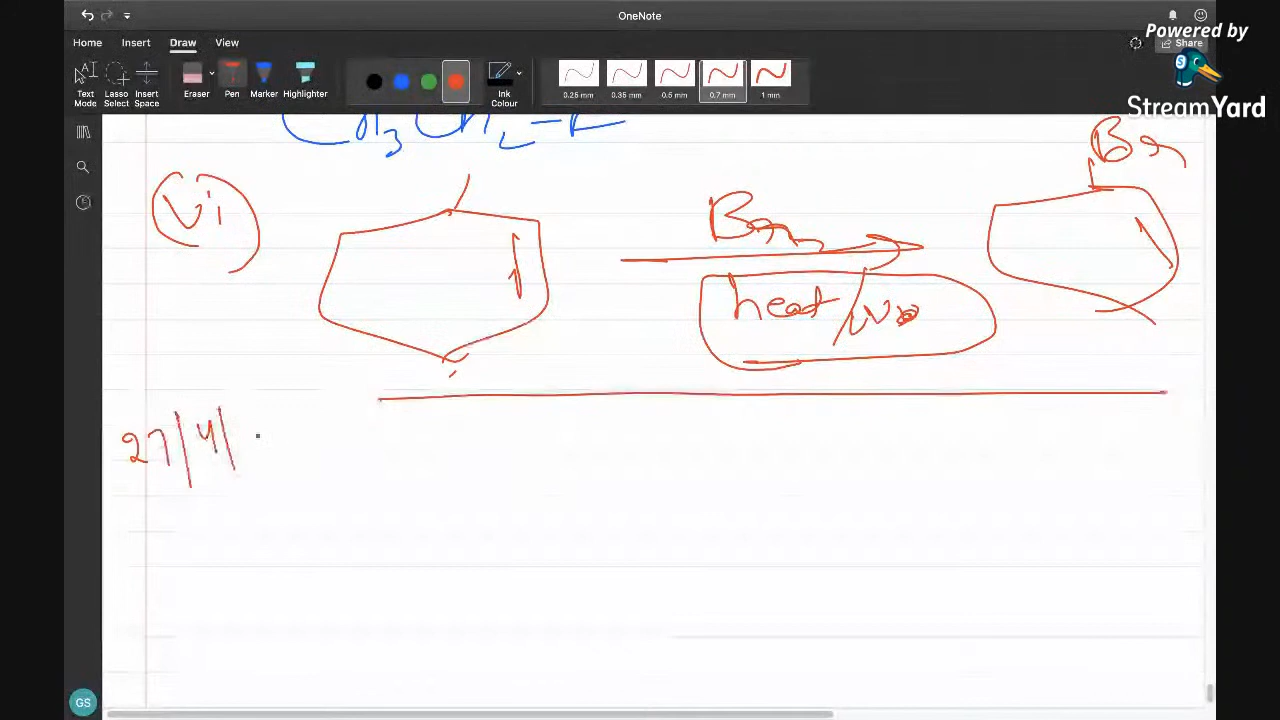 OneNote
Powered by
Home Insert Draw View
Share
StreamYard
Text Mode
Lasso Select
Insert Space
Eraser
Pen
Marker
Highlighter
Ink Colour
0.25 mm 0.35 mm 0.5 mm 0.7 mm 1 mm
CH3CH2-F
Br
Vi
Br2
heat/UV
27/4/
GS